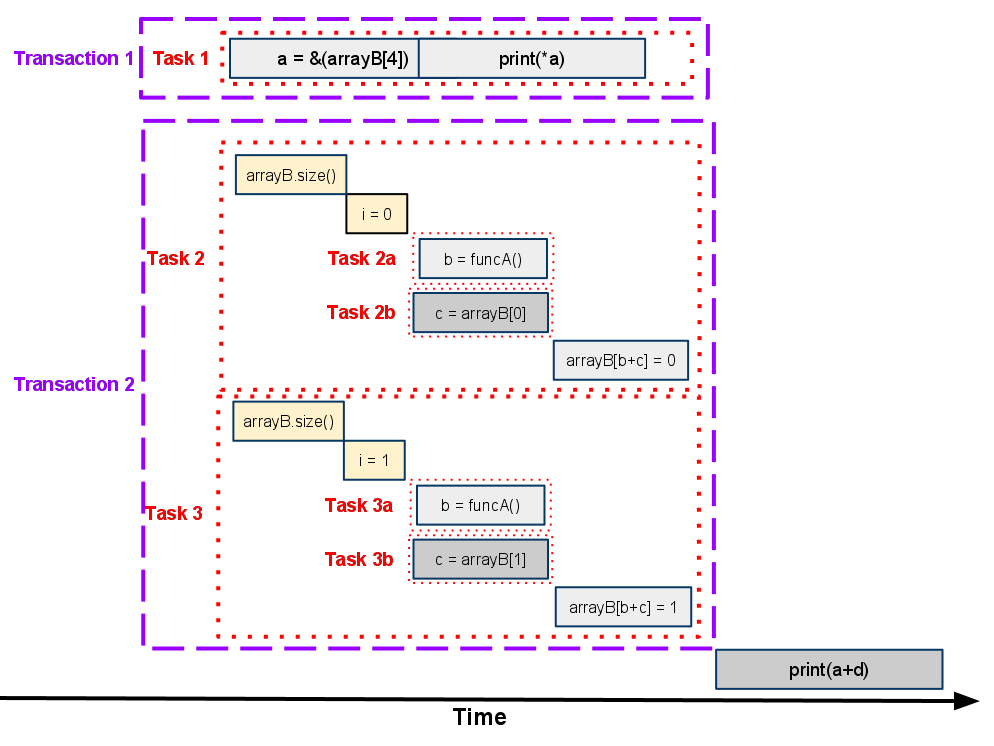 Transaction 1
Task 1
a = &(arrayB[4])
print(*a)
arrayB.size()
i = 0
Task 2
Task 2a
b = funcA()
Task 2b
c = arrayB[0]
arrayB[b+c] = 0
Transaction 2
arrayB.size()
i = 1
Task 3
Task 3a
b = funcA()
Task 3b
c = arrayB[1]
arrayB[b+c] = 1
print(a+d)
Time